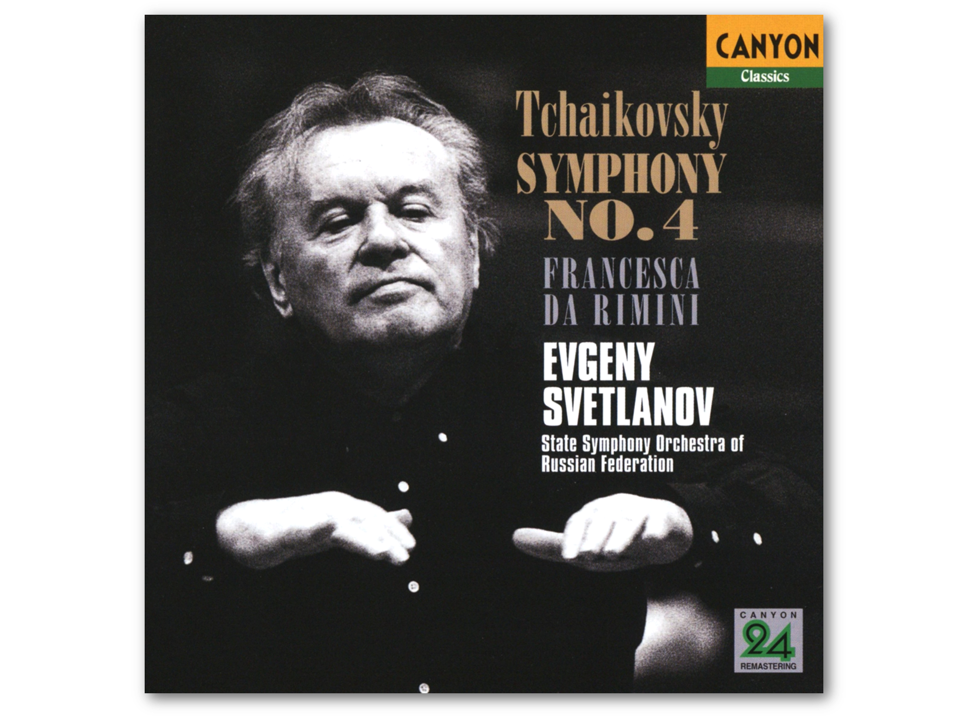 CANYON
Classics
Tchaikovsky
SYMPHONY
NO. 4
FRANCESCA
DA RIMINI
EVGENY
SVETLANOV
State Symphony Orchestra of
Russian Federation
CANYON
24
REMASTERING